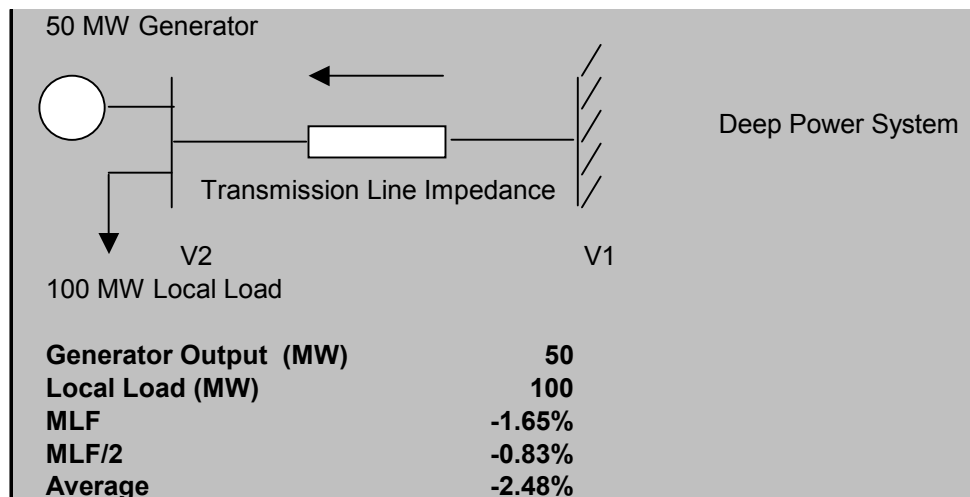 50 MW Generator
Deep Power System
Transmission Line Impedance
V2 V1
100 MW Local Load
Generator Output (MW) 50
Local Load (MW) 100
MLF -1.65%
MLF/2 -0.83%
Average -2.48%